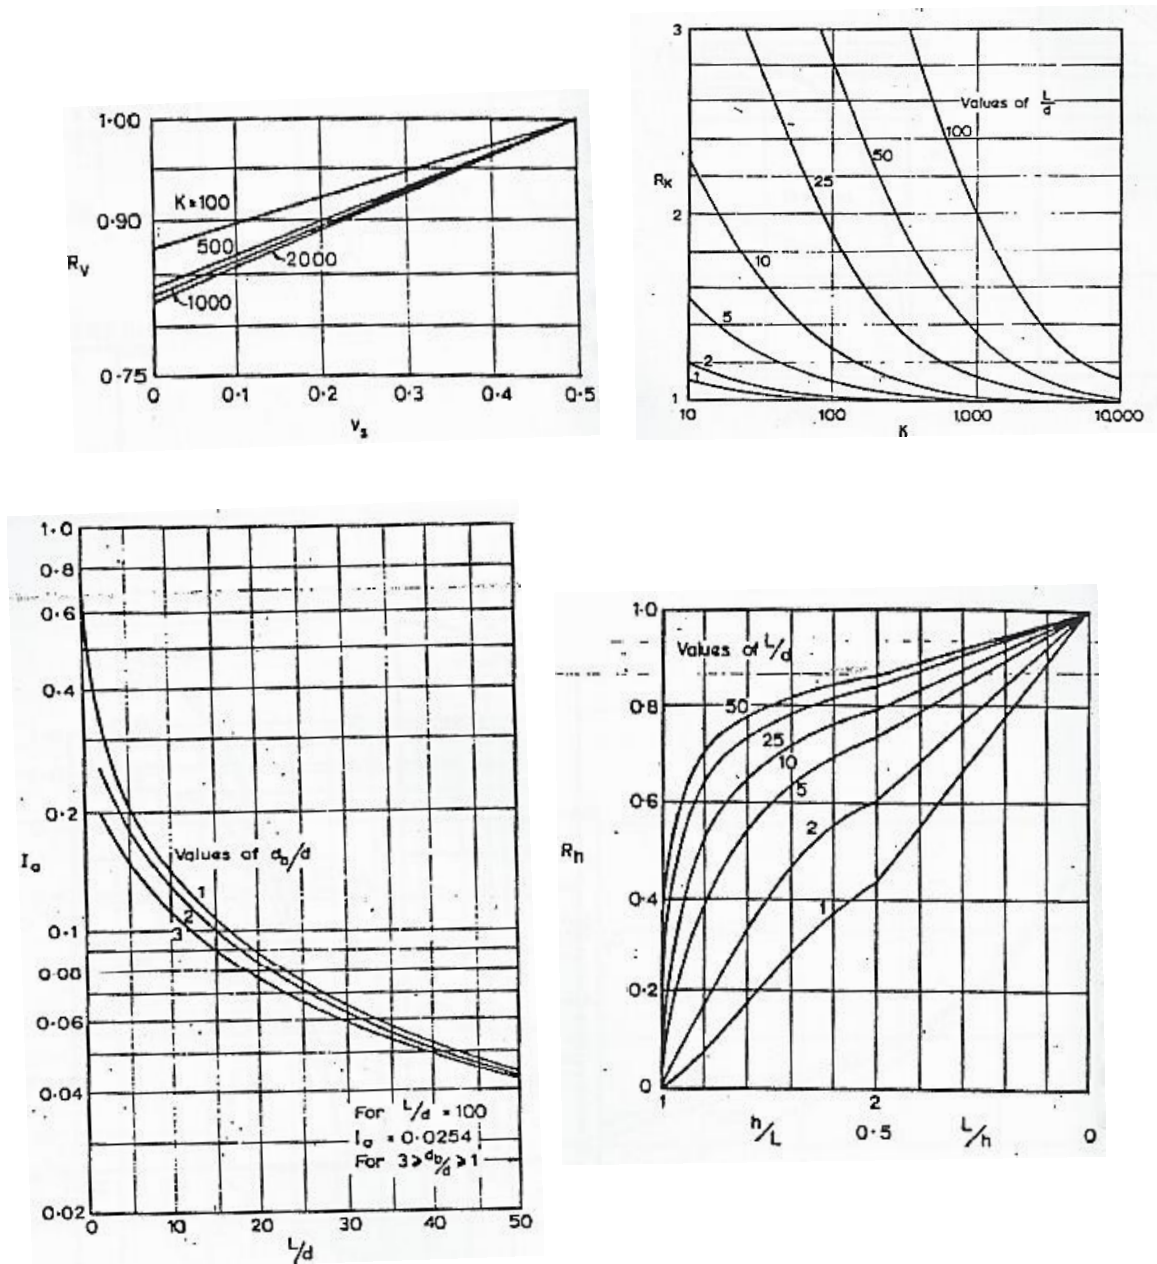 1·00
K = 100
0·90
500
R_V
2000
1000
0·75
0 0·1 0·2 0·3 0·4 0·5
ν_s
3
Values of L/d
100
50
R_K
25
2
10
5
2
1
1
10 100 1000 10,000
K
1·0
0·8
0·6
0·4
0·2
Values of d_b/d
I_o
1
2
3
0·1
0·08
0·06
0·04
For L/d = 100
I_o = 0·0254
For 3 ≥ d_b/d ≥ 1
0·02
0 10 20 30 40 50
L/d
1·0
Values of L/d
0·8
50
25
10
5
0·6
2
R_h
0·4
1
0·2
0
1 2
h/L 0·5 L/h 0